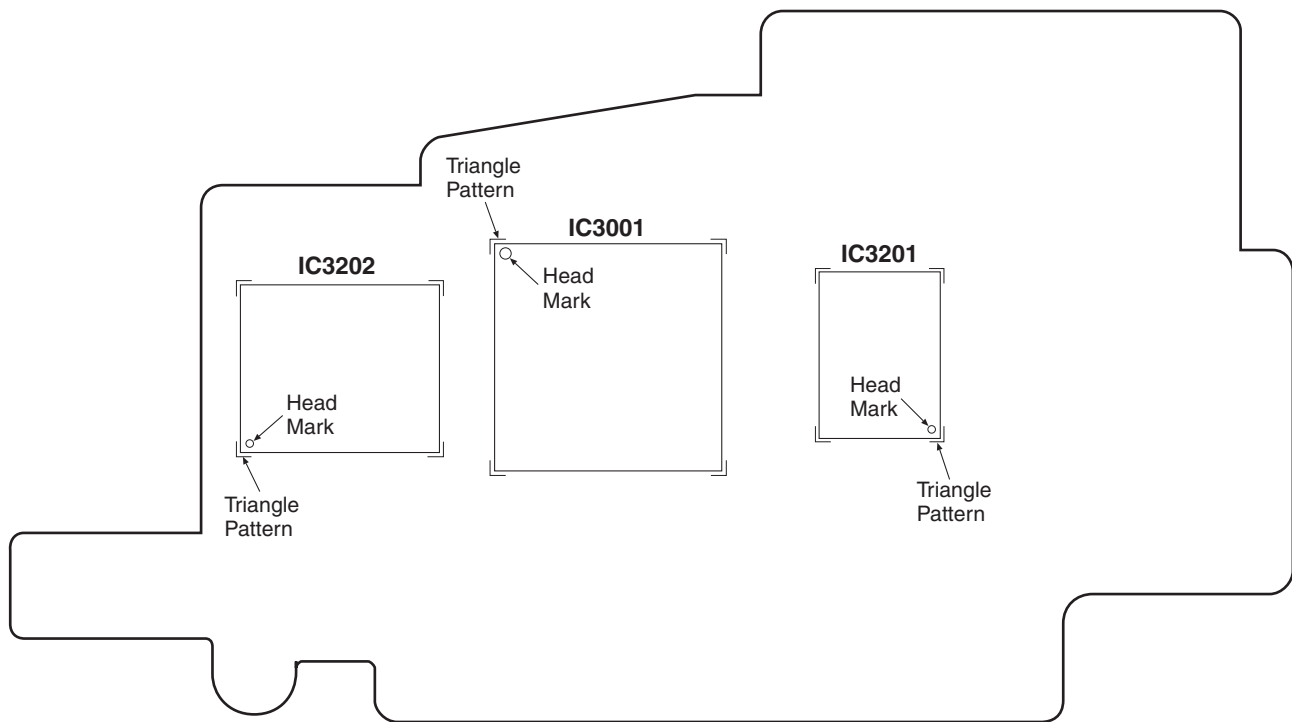 Triangle
Pattern
IC3001
Head
Mark
IC3202
Head
Mark
Triangle
Pattern
IC3201
Head
Mark
Triangle
Pattern